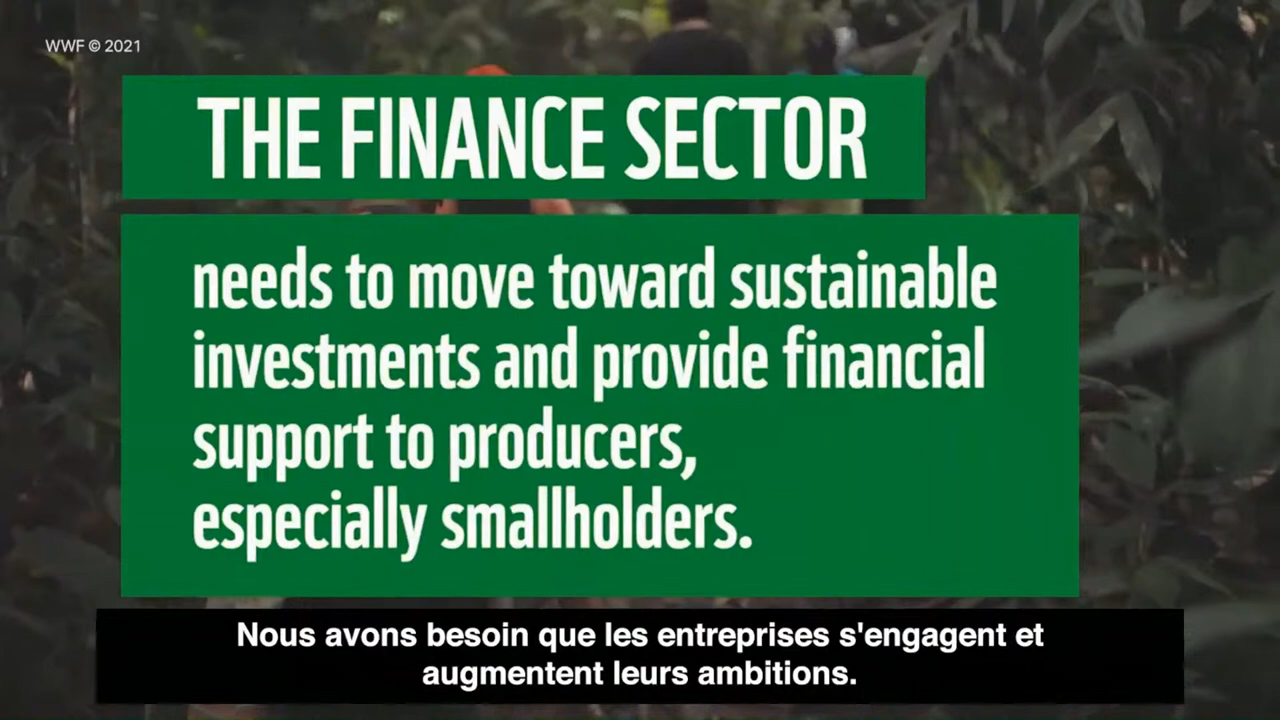 WWF © 2021
THE FINANCE SECTOR
needs to move toward sustainable
investments and provide financial
support to producers,
especially smallholders.
Nous avons besoin que les entreprises s'engagent et
augmentent leurs ambitions.